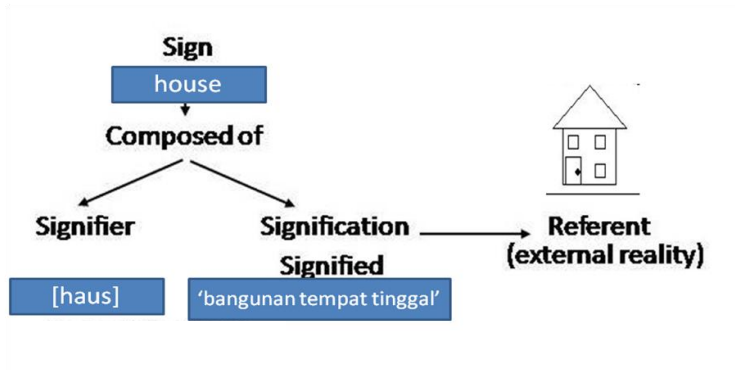 Sign
house
Composed of
Signifier
Signification
Referent
(external reality)
Signified
[haus]
‘bangunan tempat tinggal’